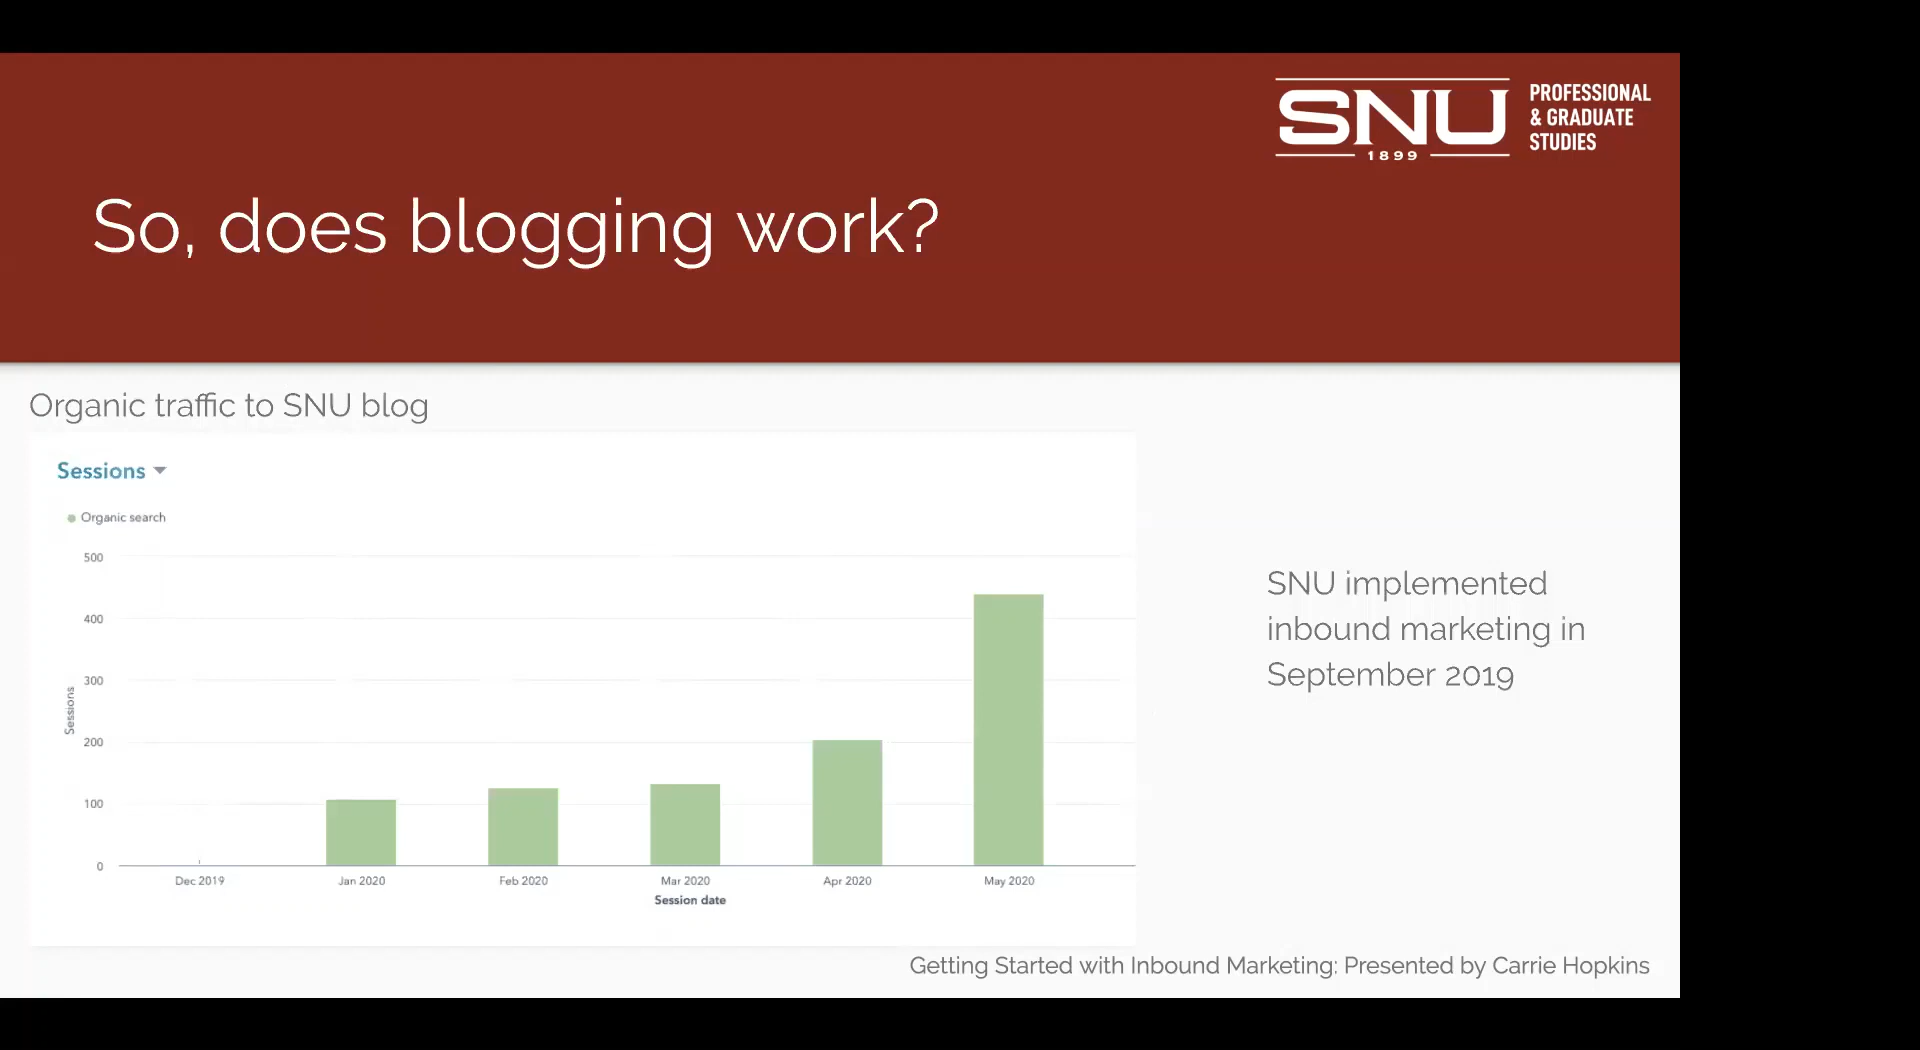 SNU
1899
PROFESSIONAL
& GRADUATE
STUDIES
So, does blogging work?
Organic traffic to SNU blog
Sessions
Organic search
500
400
300
200
100
0
Sessions
Dec 2019 Jan 2020 Feb 2020 Mar 2020 Apr 2020 May 2020
Session date
SNU implemented
inbound marketing in
September 2019
Getting Started with Inbound Marketing: Presented by Carrie Hopkins